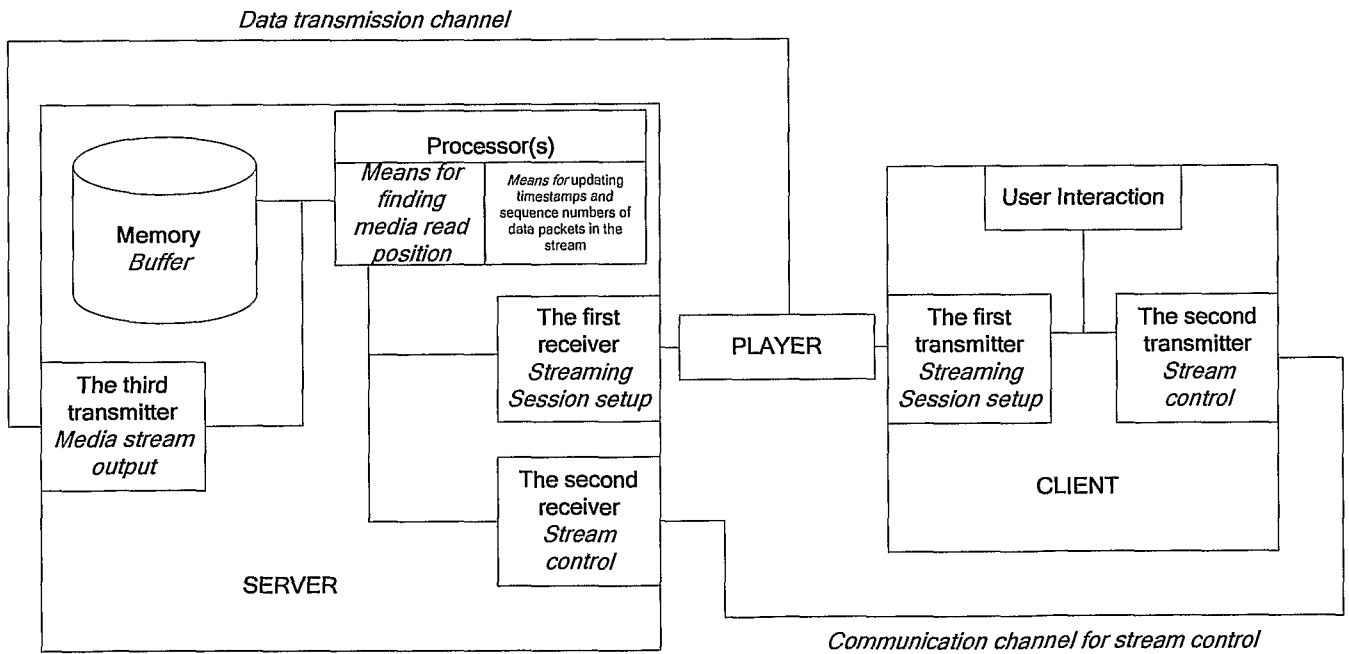 Data transmission channel
Processor(s)
Means for
finding
media read
position
Means for updating
timestamps and
sequence numbers of
data packets in the
stream
Memory
Buffer
The third
transmitter
Media stream
output
The first
receiver
Streaming
Session setup
The second
receiver
Stream
control
SERVER
PLAYER
User Interaction
The first
transmitter
Streaming
Session setup
The second
transmitter
Stream
control
CLIENT
Communication channel for stream control